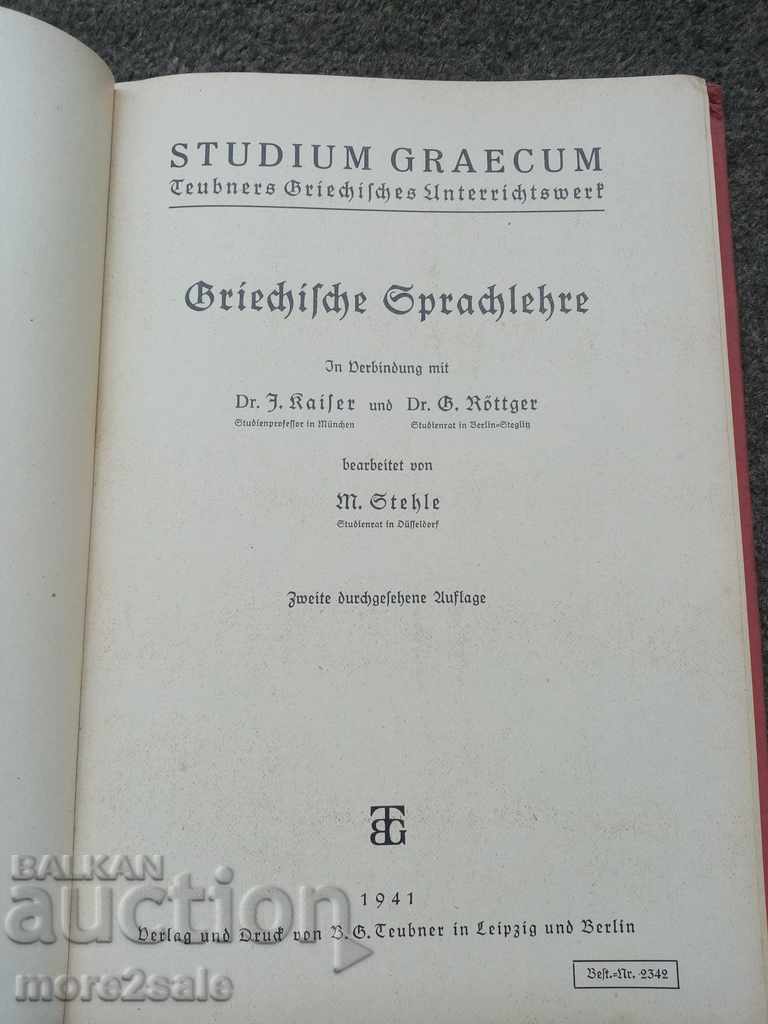 STUDIUM GRAECUM
Teubners Griechisches Unterrichtswerk
Griechische Sprachlehre
In Verbindung mit
Dr. J. Kaiser und Dr. G. Röttger
Studienprofessor in München Studienrat in Berlin=Steglitz
bearbeitet von
M. Stehle
Studienrat in Düsseldorf
Zweite durchgesehene Auflage
BTG
1941
Verlag und Druck von B. G. Teubner in Leipzig und Berlin
Best.=Nr. 2342
BALKAN
auction
more2sale